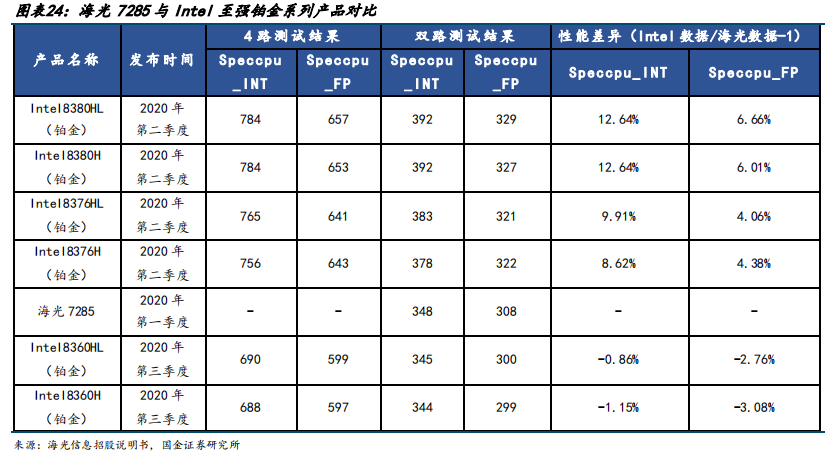 图表24：海光 7285 与 Intel 至强铂金系列产品对比
产品名称 发布时间 4 路测试结果 双路测试结果 性能差异（Intel 数据/海光数据-1）
Speccpu_INT Speccpu_FP Speccpu_INT Speccpu_FP Speccpu_INT Speccpu_FP
Intel8380HL（铂金） 2020 年第二季度 784 657 392 329 12.64% 6.66%
Intel8380H（铂金） 2020 年第二季度 784 653 392 327 12.64% 6.01%
Intel8376HL（铂金） 2020 年第二季度 765 641 383 321 9.91% 4.06%
Intel8376H（铂金） 2020 年第二季度 756 643 378 322 8.62% 4.38%
海光 7285 2020 年第一季度 - - 348 308 - -
Intel8360HL（铂金） 2020 年第三季度 690 599 345 300 -0.86% -2.76%
Intel8360H（铂金） 2020 年第三季度 688 597 344 299 -1.15% -3.08%
来源：海光信息招股说明书，国金证券研究所